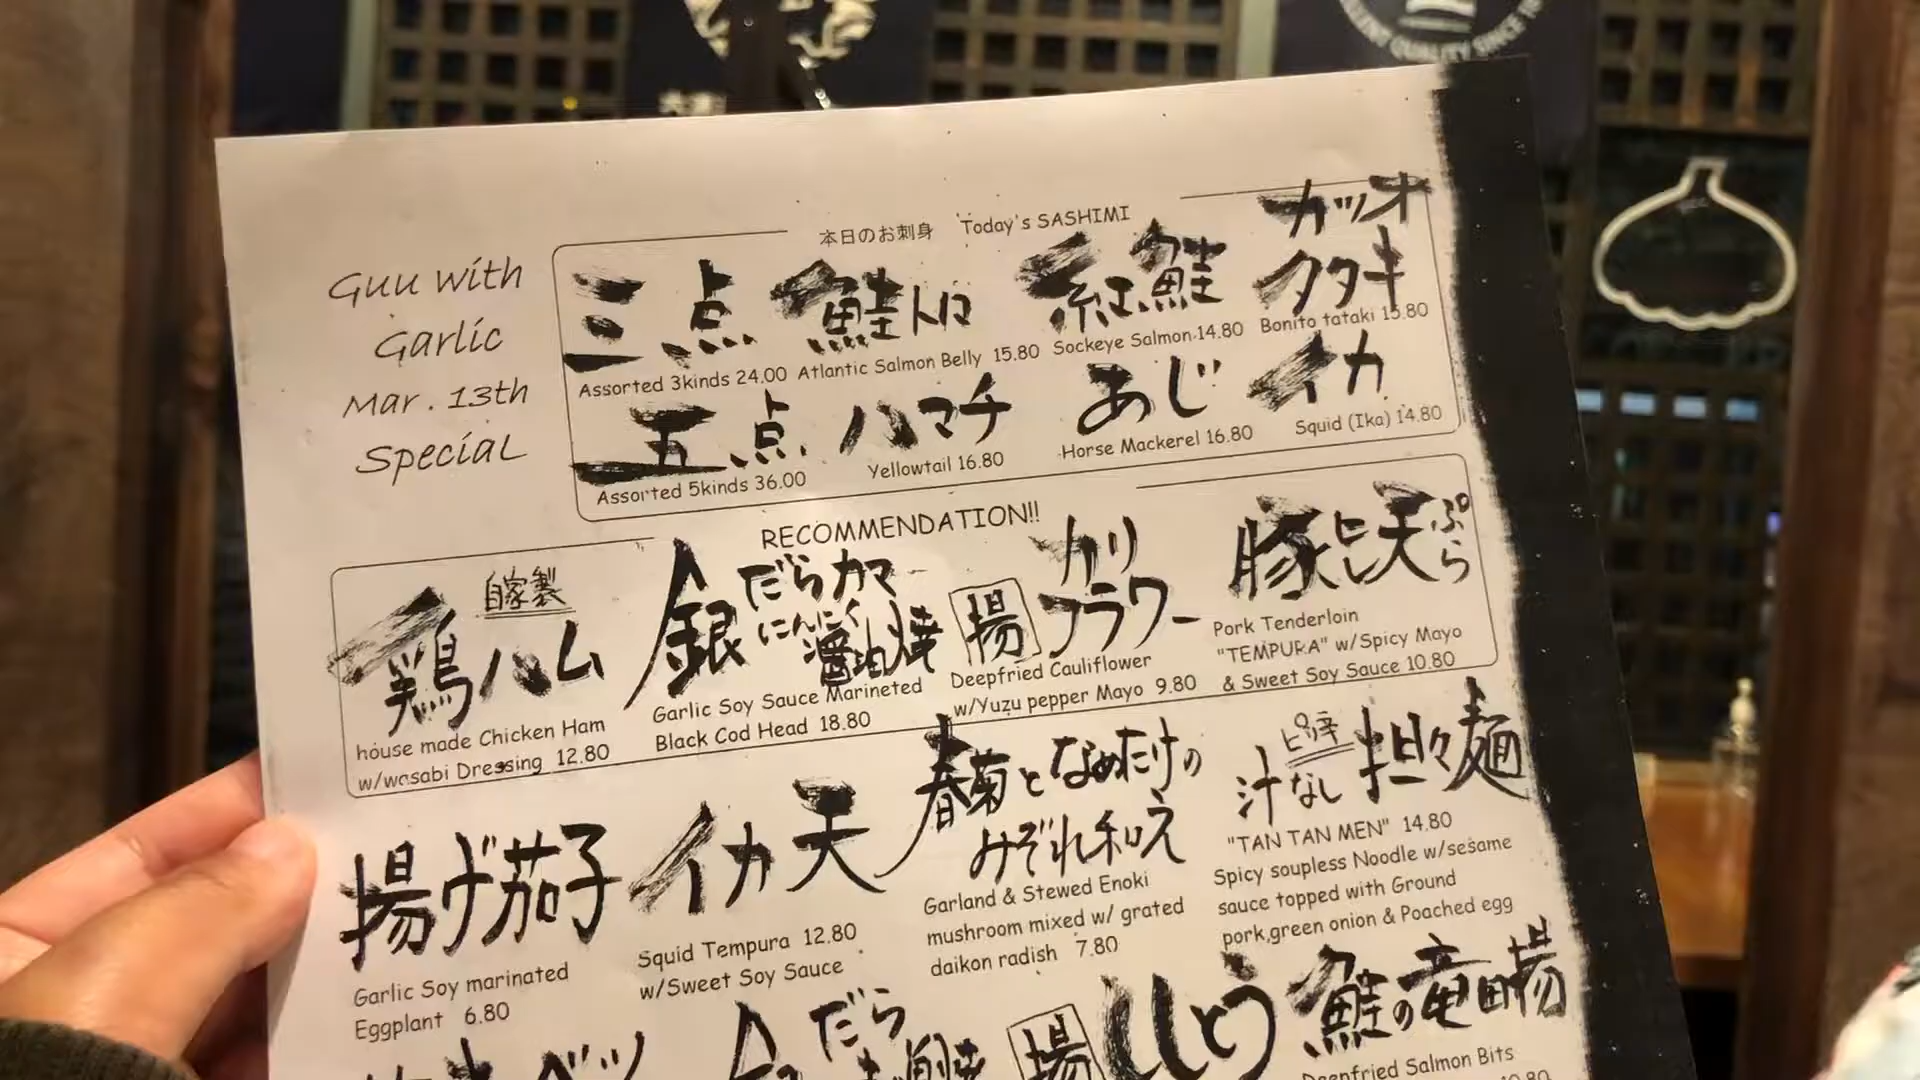 QUALITY SINCE
Guu with
Garlic
Mar. 13th
Special
本日のお刺身 Today's SASHIMI
三点
Assorted 3kinds 24.00
鮭トロ
Atlantic Salmon Belly 15.80
紅鮭
Sockeye Salmon 14.80
カツオ
タタキ
Bonito tataki 15.80
五点
Assorted 5kinds 36.00
ハマチ
Yellowtail 16.80
あじ
Horse Mackerel 16.80
イカ
Squid (Ika) 14.80
RECOMMENDATION!!
自家製
鶏ハム
house made Chicken Ham
w/wasabi Dressing 12.80
銀だらカマ
にんにく
醤油焼
Garlic Soy Sauce Marineted
Black Cod Head 18.80
揚カリ
フラワー
Deepfried Cauliflower
w/Yuzu pepper Mayo 9.80
豚ヒレ天ぷら
Pork Tenderloin
"TEMPURA" w/Spicy Mayo
& Sweet Soy Sauce 10.80
揚げ茄子
Garlic Soy marinated
Eggplant 6.80
イカ天
Squid Tempura 12.80
w/Sweet Soy Sauce
春菊となめたけの
みぞれ和え
Garland & Stewed Enoki
mushroom mixed w/ grated
daikon radish 7.80
ピリ辛
汁なし担々麺
"TAN TAN MEN" 14.80
Spicy soupless Noodle w/sesame
sauce topped with Ground
pork,green onion & Poached egg
だら
揚
しとう
鮭の竜田揚
Deepfried Salmon Bits
10.80